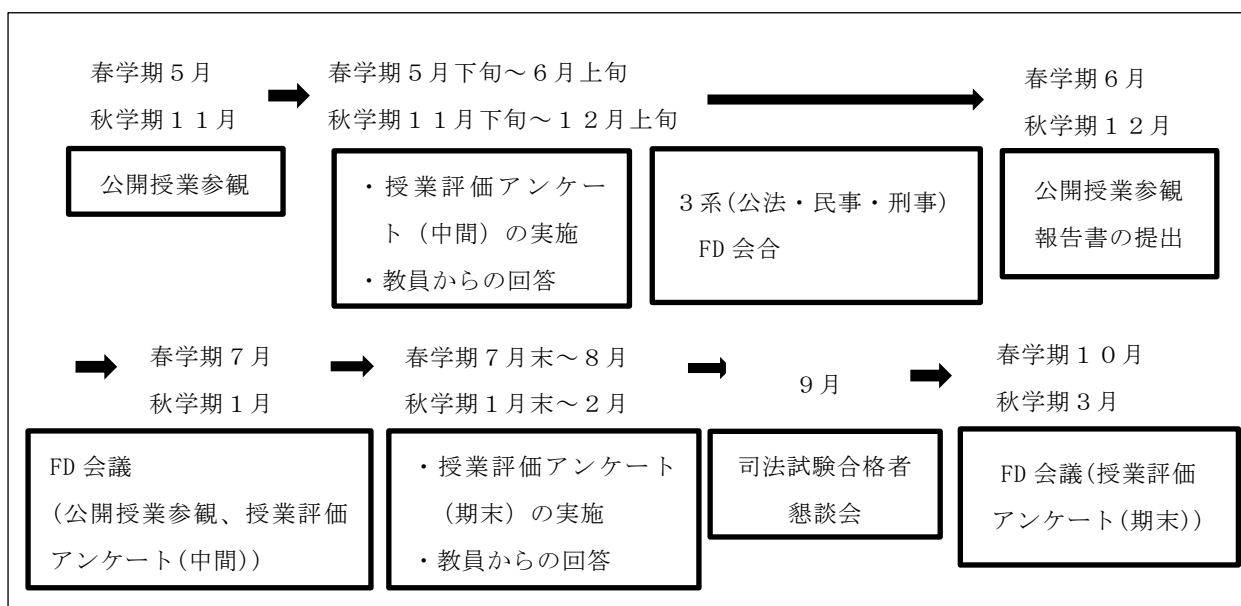 春学期５月
秋学期１１月
公開授業参観
春学期５月下旬～６月上旬
秋学期１１月下旬～１２月上旬
・授業評価アンケー
ト（中間）の実施
・教員からの回答
３系(公法・民事・刑事)
FD 会合
春学期６月
秋学期１２月
公開授業参観
報告書の提出
春学期７月
秋学期１月
FD 会議
(公開授業参観、授業評価
アンケート(中間))
春学期７月末～８月
秋学期１月末～２月
・授業評価アンケート
（期末）の実施
・教員からの回答
９月
司法試験合格者
懇談会
春学期１０月
秋学期３月
FD 会議(授業評価
アンケート(期末))